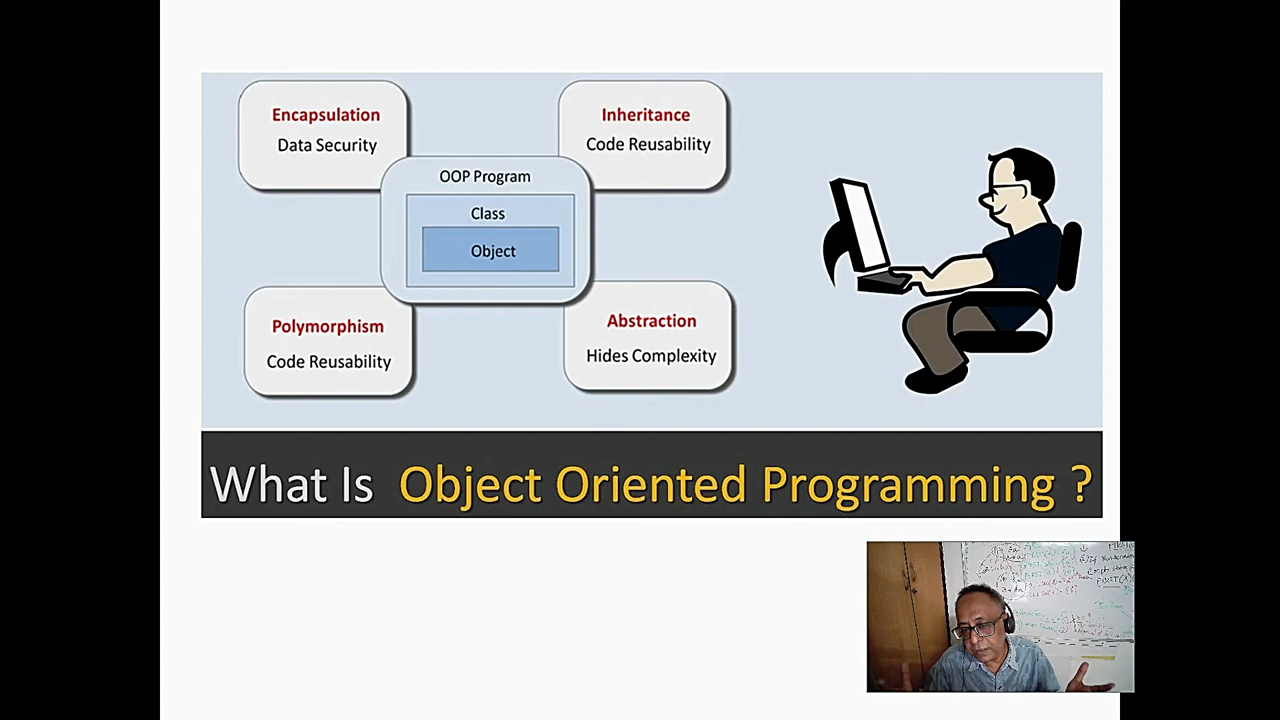 Encapsulation
Data Security
Inheritance
Code Reusability
OOP Program
Class
Object
Polymorphism
Code Reusability
Abstraction
Hides Complexity
What Is Object Oriented Programming ?